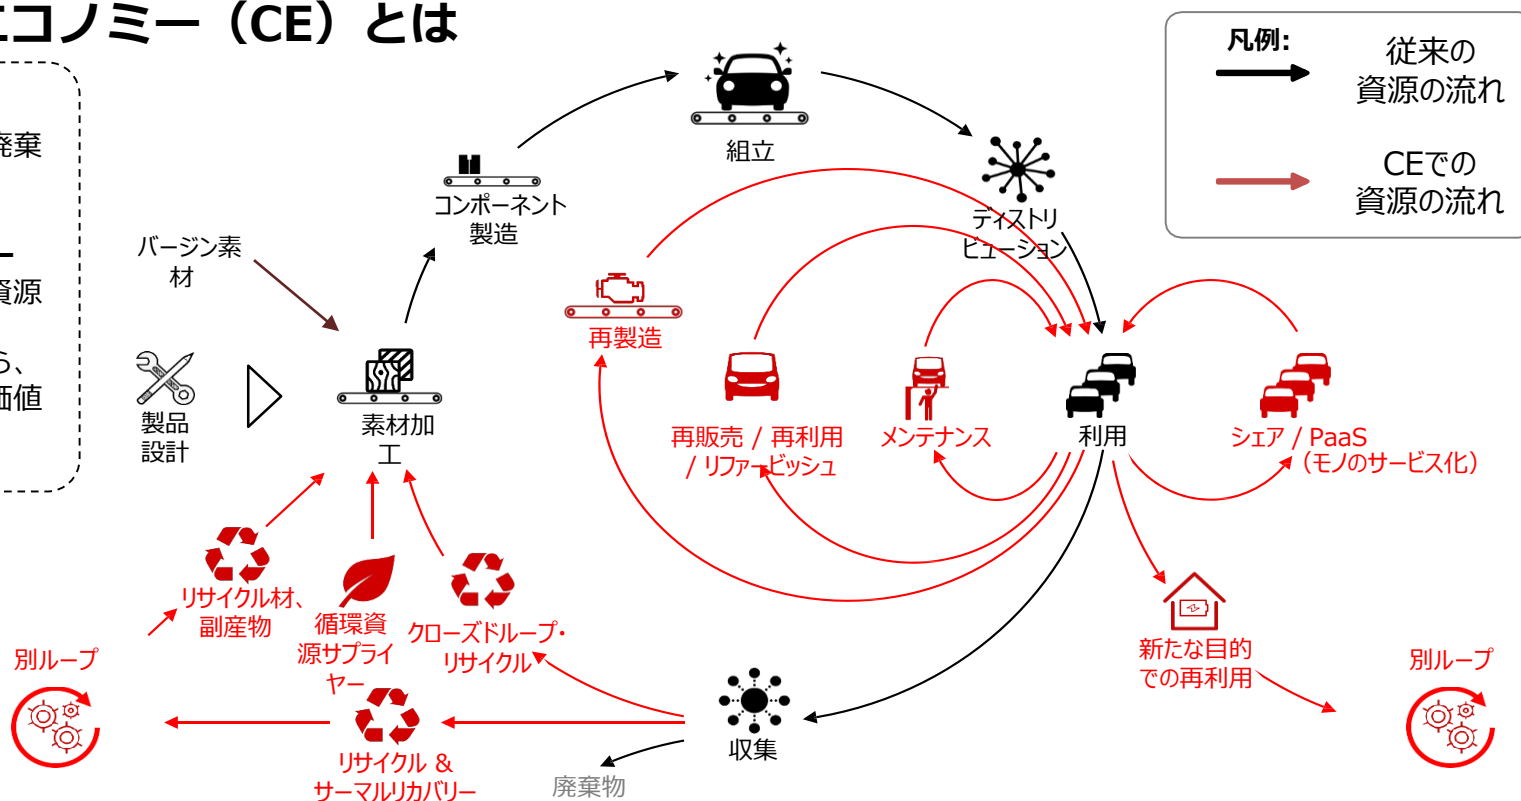 エコノミー（CE）とは
廃棄
資源
ら、
価値
凡例:
従来の
資源の流れ
CEでの
資源の流れ
組立
コンポーネント
製造
ディストリ
ビューション
バージン素
材
再製造
製品
設計
素材加
工
再販売 / 再利用
/ リファービッシュ
メンテナンス
利用
シェア / PaaS
（モノのサービス化）
リサイクル材、
副産物
循環資
源サプライ
ヤー
クローズドループ・
リサイクル
新たな目的
での再利用
別ループ
別ループ
収集
リサイクル &
サーマルリカバリー
廃棄物